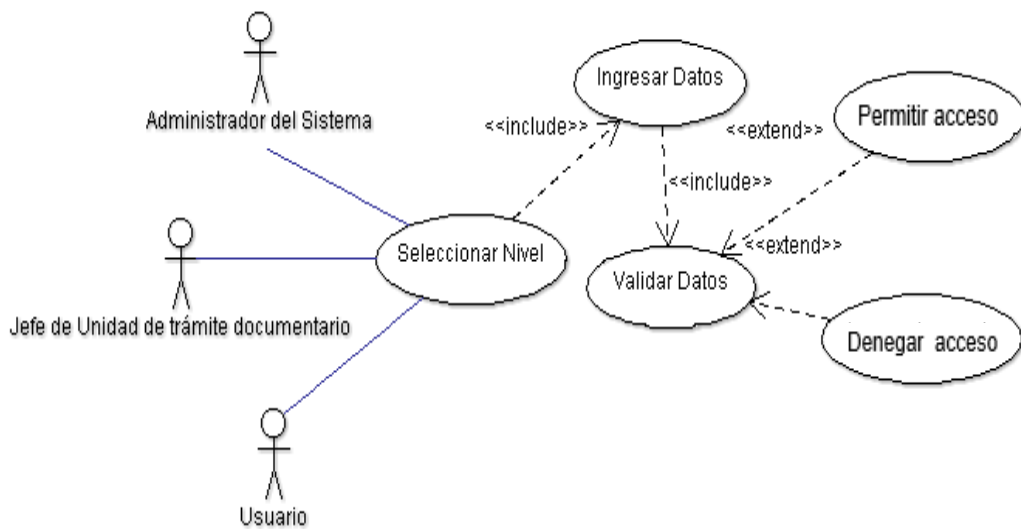 Administrador del Sistema
Ingresar Datos
<<include>>
<<extend>>
Permitir acceso
<<include>>
Seleccionar Nivel
<<extend>>
Validar Datos
Jefe de Unidad de trámite documentario
Denegar acceso
Usuario